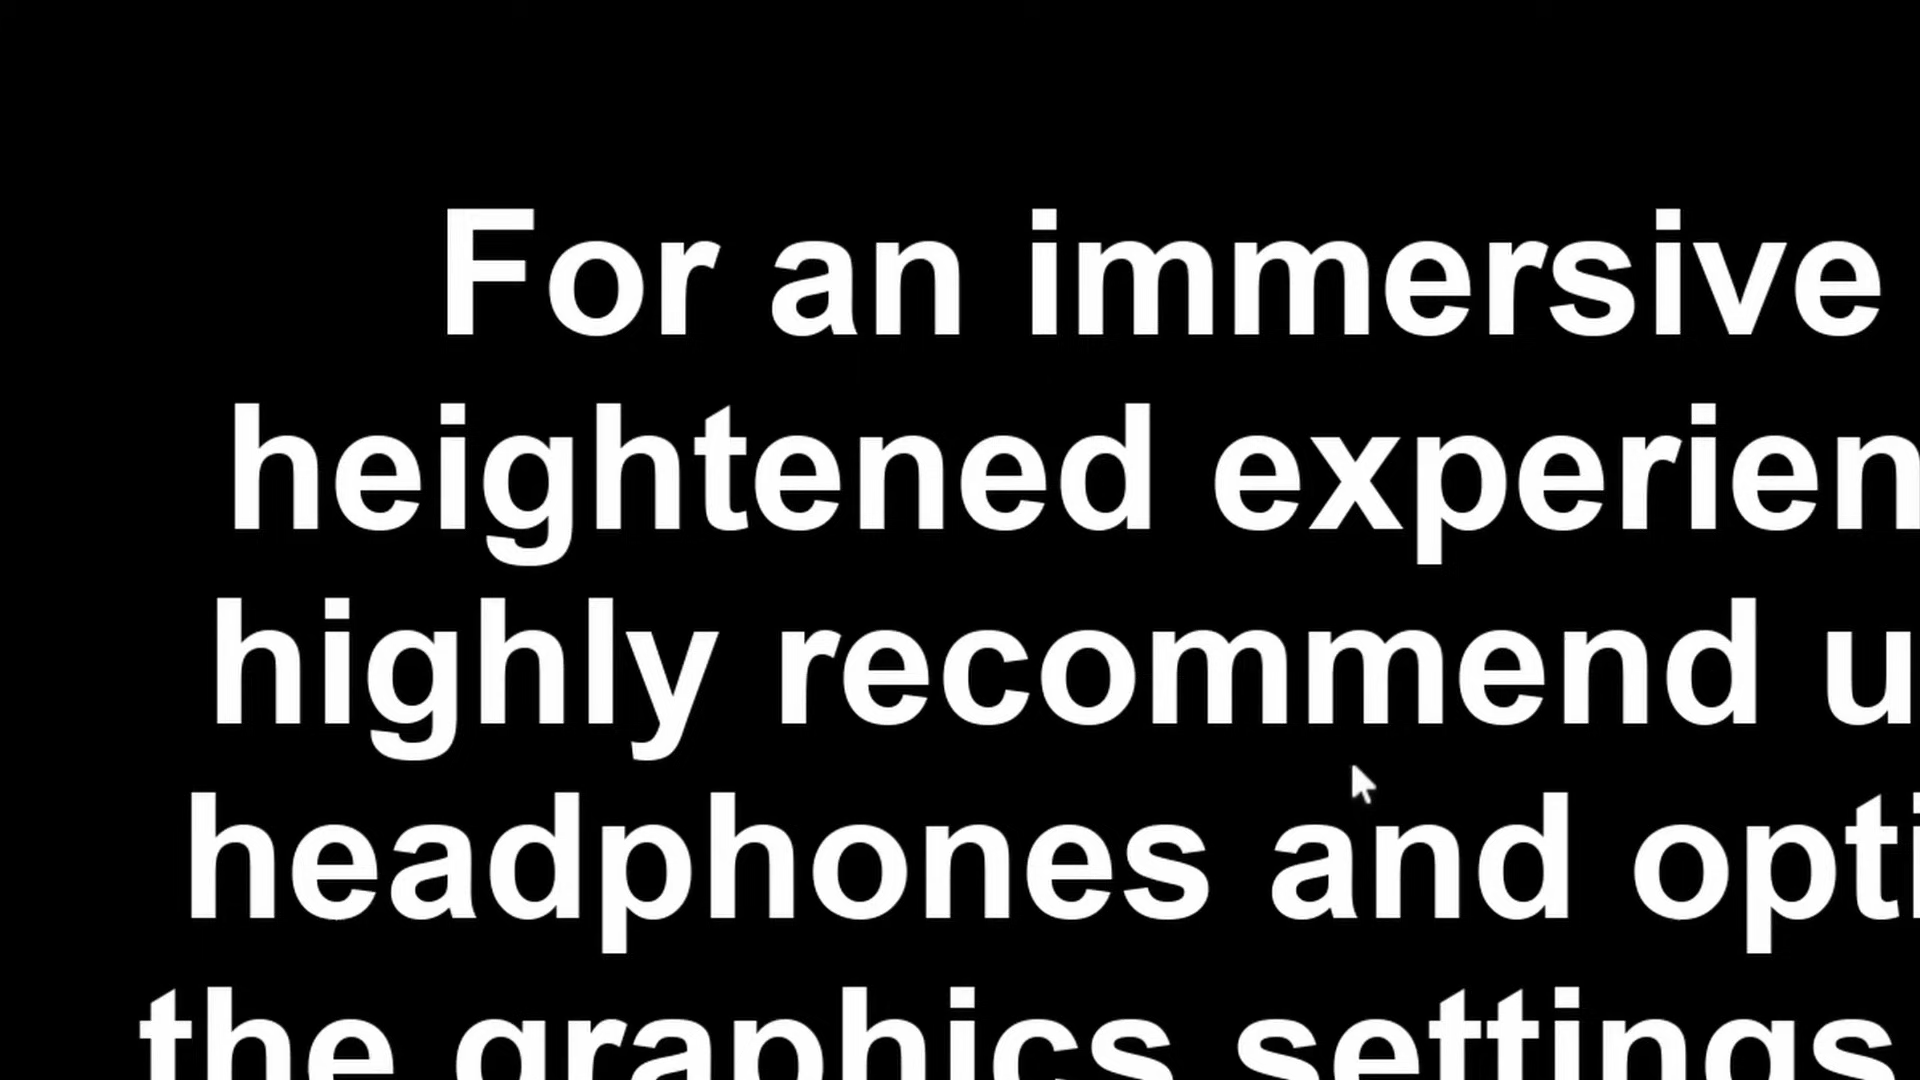 For an immersive
heightened experien
highly recommend u
headphones and opti
the graphics settings